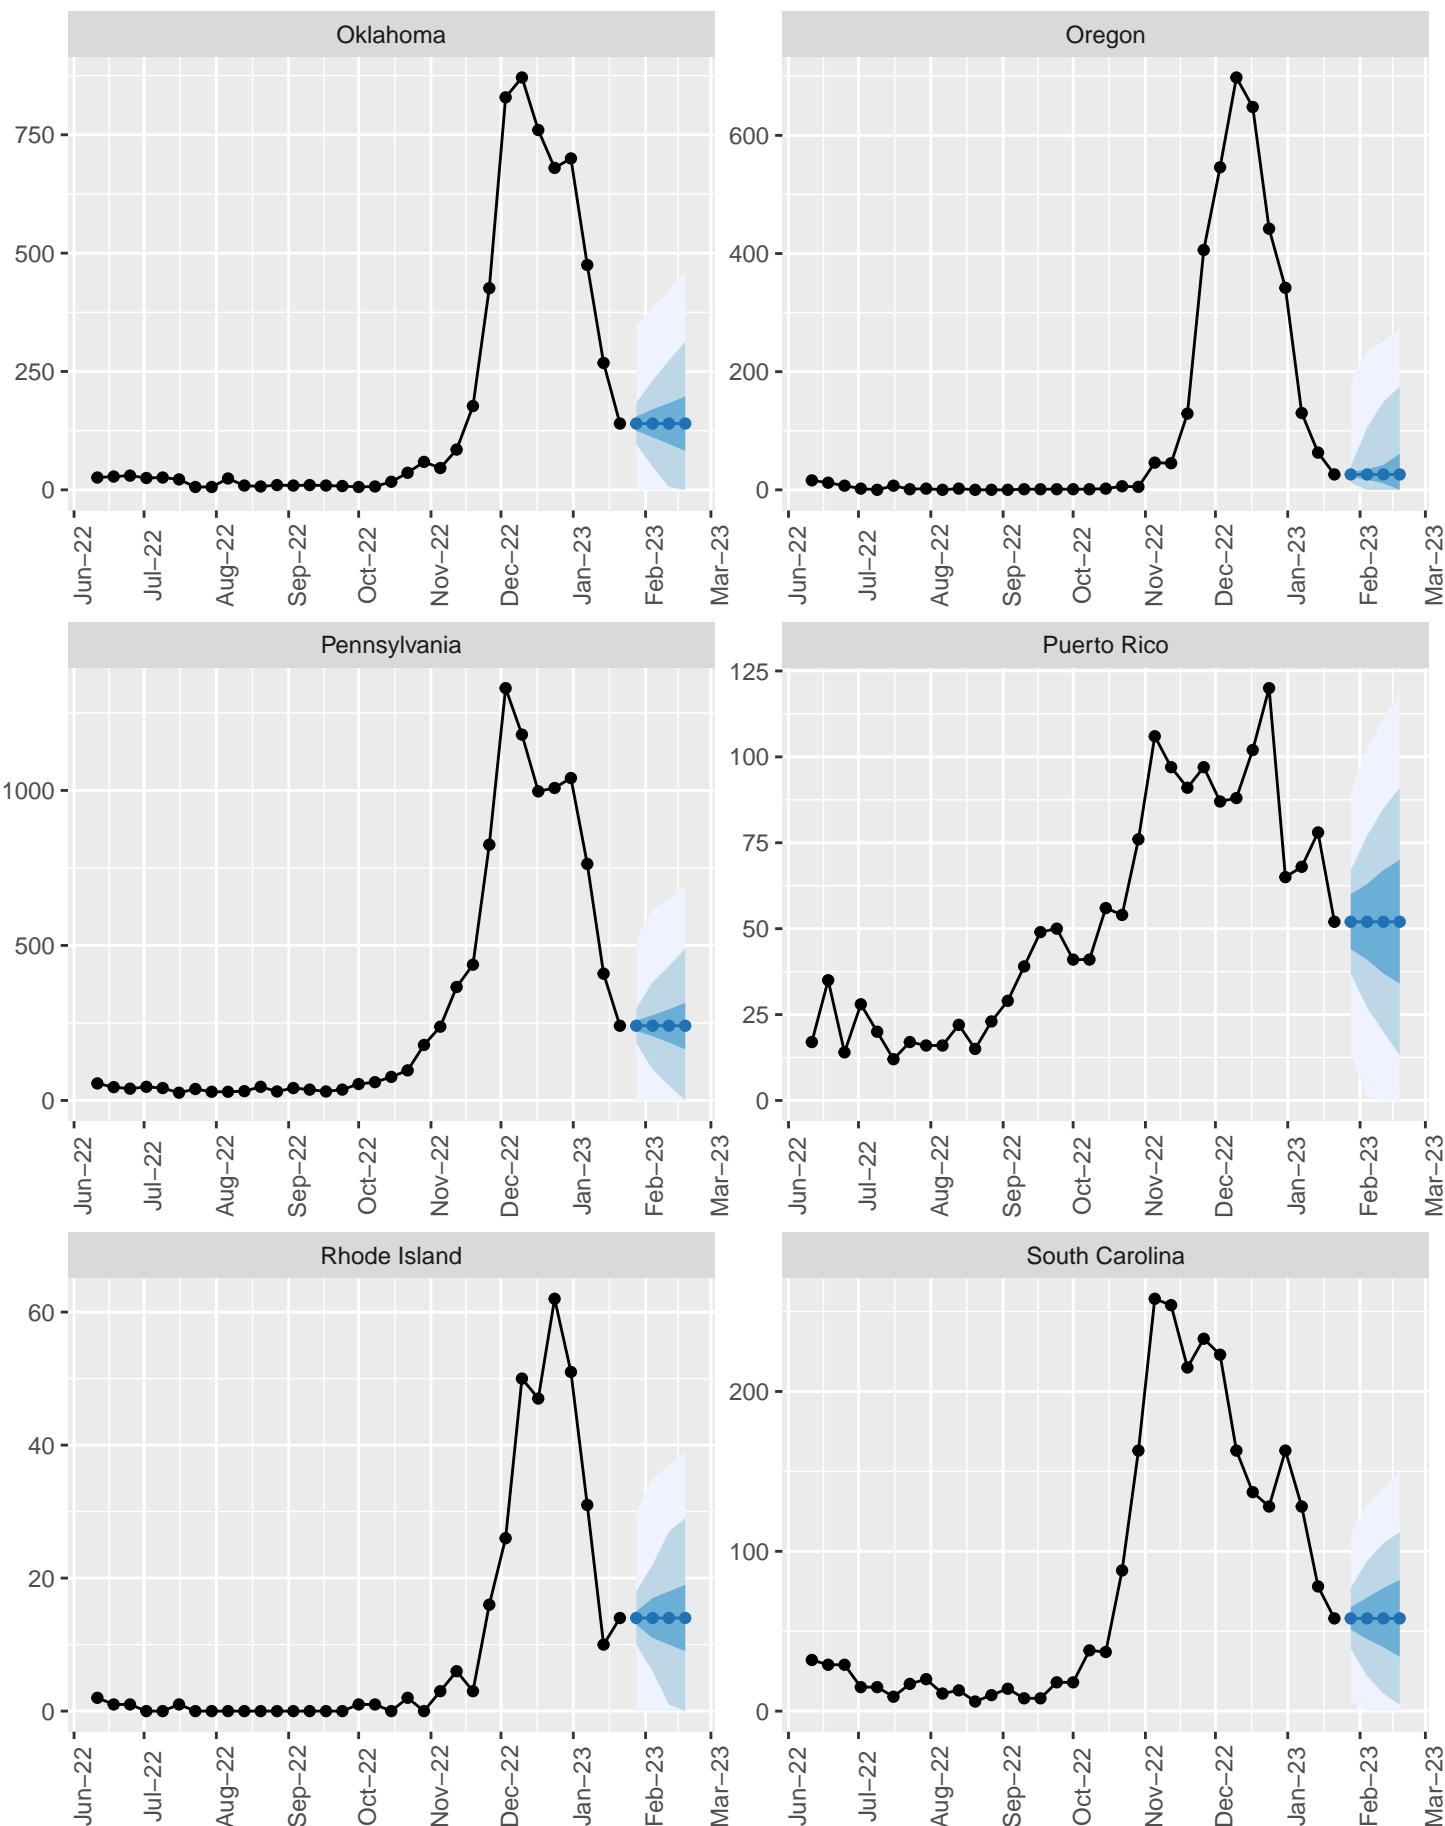 Oklahoma
750
500
250
0
Jun−22
Jul−22
Aug−22
Sep−22
Oct−22
Nov−22
Dec−22
Jan−23
Feb−23
Mar−23
Oregon
600
400
200
0
Jun−22
Jul−22
Aug−22
Sep−22
Oct−22
Nov−22
Dec−22
Jan−23
Feb−23
Mar−23
Pennsylvania
1000
500
0
Jun−22
Jul−22
Aug−22
Sep−22
Oct−22
Nov−22
Dec−22
Jan−23
Feb−23
Mar−23
Puerto Rico
125
100
75
50
25
0
Jun−22
Jul−22
Aug−22
Sep−22
Oct−22
Nov−22
Dec−22
Jan−23
Feb−23
Mar−23
Rhode Island
60
40
20
0
Jun−22
Jul−22
Aug−22
Sep−22
Oct−22
Nov−22
Dec−22
Jan−23
Feb−23
Mar−23
South Carolina
200
100
0
Jun−22
Jul−22
Aug−22
Sep−22
Oct−22
Nov−22
Dec−22
Jan−23
Feb−23
Mar−23